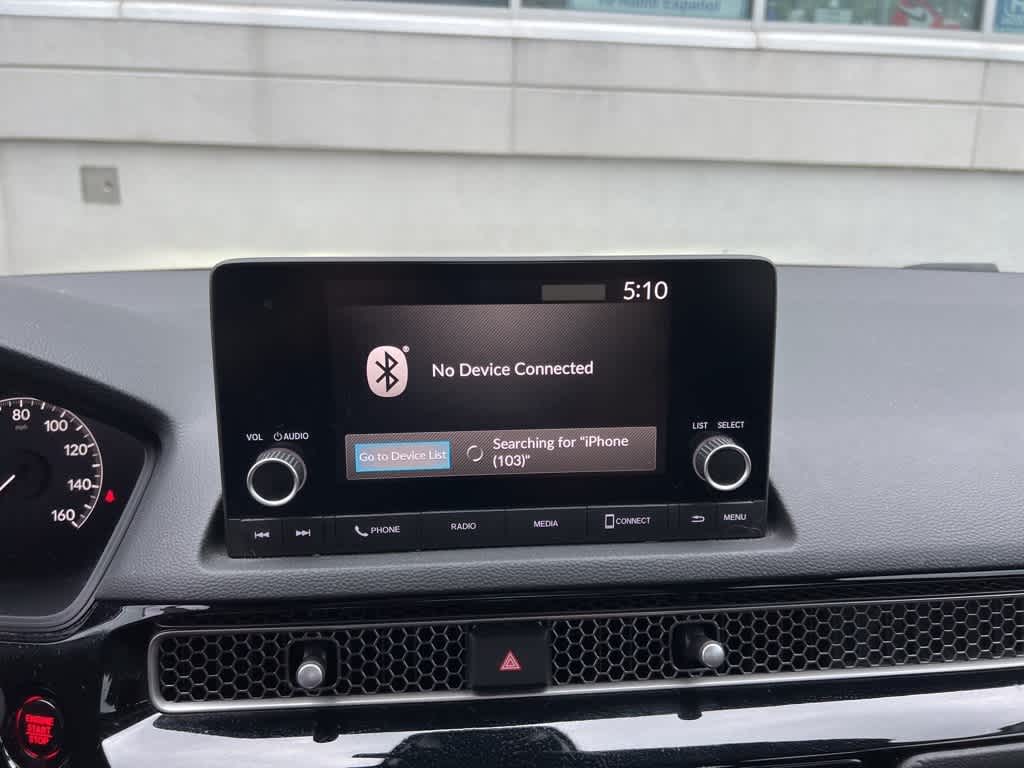 5:10
No Device Connected
VOL AUDIO
LIST SELECT
Go to Device List
Searching for "iPhone
(103)"
PHONE
RADIO
MEDIA
CONNECT
MENU
80
mph
100
120
140
160
ENGINE
START
STOP